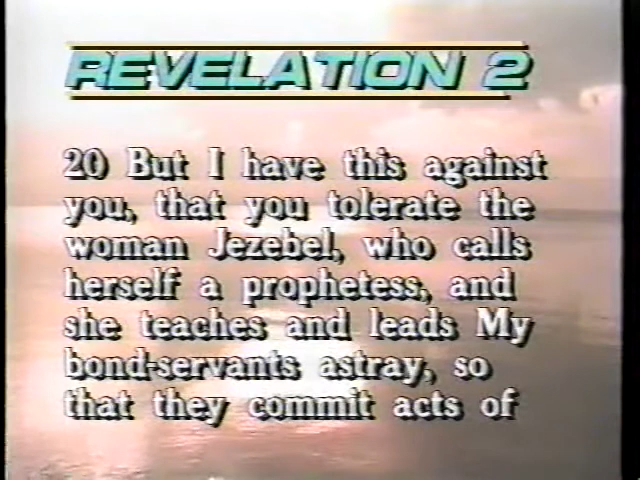 REVELATION 2
20 But I have this against
you, that you tolerate the
woman Jezebel, who calls
herself a prophetess, and
she teaches and leads My
bond-servants astray, so
that they commit acts of